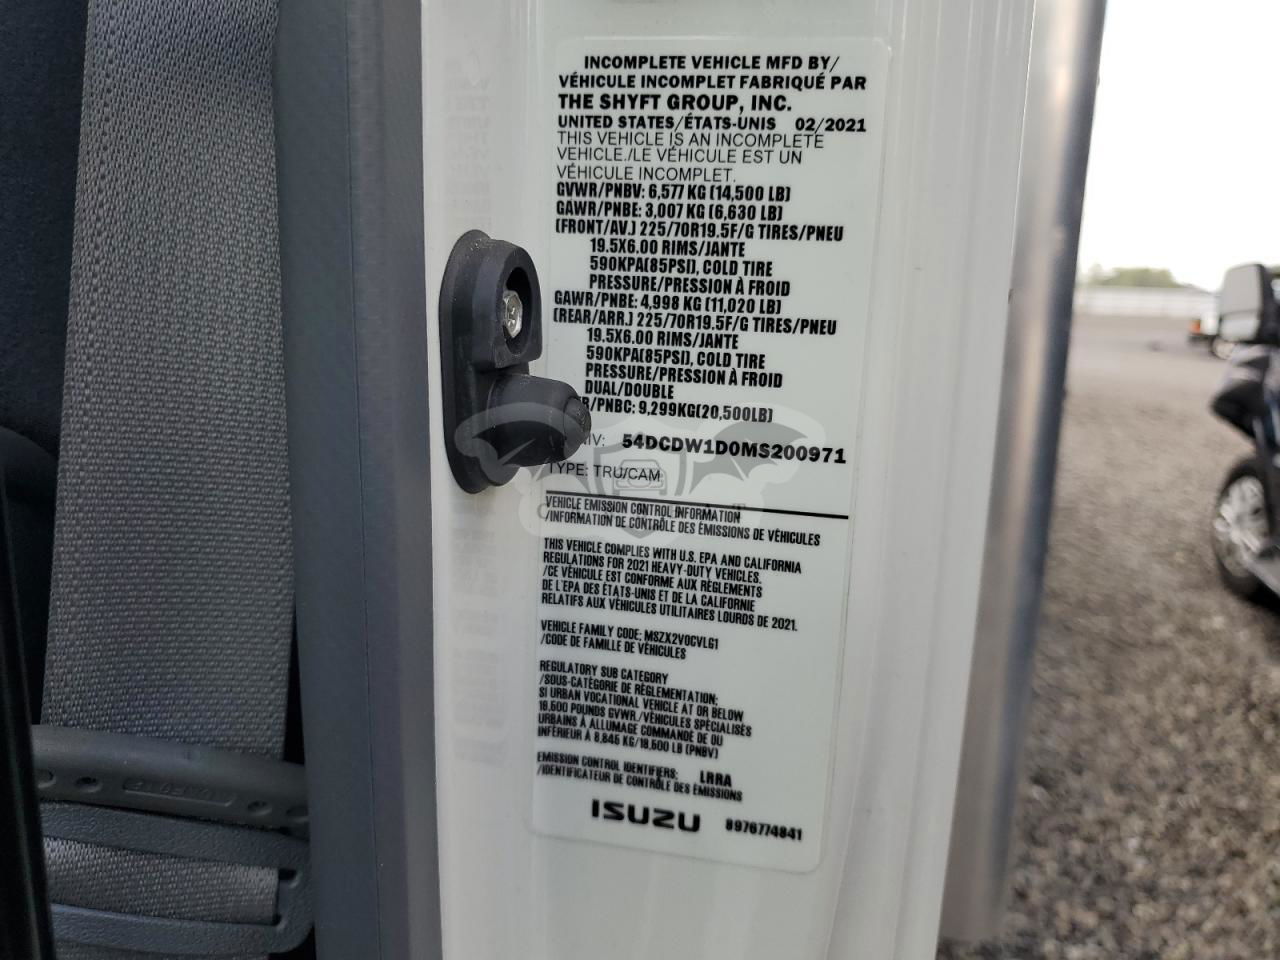 INCOMPLETE VEHICLE MFD BY/
VÉHICULE INCOMPLET FABRIQUÉ PAR
THE SHYFT GROUP, INC.
UNITED STATES/ÉTATS-UNIS 02/2021
THIS VEHICLE IS AN INCOMPLETE
VEHICLE./LE VÉHICULE EST UN
VÉHICULE INCOMPLET.
GVWR/PNBV: 6,577 KG (14,500 LB)
GAWR/PNBE: 3,007 KG (6,630 LB)
(FRONT/AV.) 225/70R19.5F/G TIRES/PNEU
19.5X6.00 RIMS/JANTE
590KPA(85PSI), COLD TIRE
PRESSURE/PRESSION À FROID
GAWR/PNBE: 4,998 KG (11,020 LB)
(REAR/ARR.) 225/70R19.5F/G TIRES/PNEU
19.5X6.00 RIMS/JANTE
590KPA(85PSI), COLD TIRE
PRESSURE/PRESSION À FROID
DUAL/DOUBLE
R/PNBC: 9,299KG(20,500LB)
NIV: 54DCDW1D0MS200971
TYPE: TRU/CAM
VEHICLE EMISSION CONTROL INFORMATION
/INFORMATION DE CONTRÔLE DES ÉMISSIONS DE VÉHICULES
THIS VEHICLE COMPLIES WITH U.S. EPA AND CALIFORNIA
REGULATIONS FOR 2021 HEAVY-DUTY VEHICLES.
/CE VÉHICULE EST CONFORME AUX RÈGLEMENTS
DE L'EPA DES ÉTATS-UNIS ET DE LA CALIFORNIE
RELATIFS AUX VÉHICULES UTILITAIRES LOURDS DE 2021.
VEHICLE FAMILY CODE: MSZX2VOCVLG1
/CODE DE FAMILLE DE VÉHICULES
REGULATORY SUB CATEGORY
/SOUS-CATÉGORIE DE RÈGLEMENTATION:
SI URBAN VOCATIONAL VEHICLE AT OR BELOW
19,500 POUNDS GVWR/VÉHICULES SPÉCIALISÉS
URBAINS À ALLUMAGE COMMANDÉ DE OU
INFÉRIEUR À 8,845 KG/19,500 LB (PNBV)
EMISSION CONTROL IDENTIFIERS: LRRA
/IDENTIFICATEUR DE CONTRÔLE DES ÉMISSIONS
ISUZU 8976774841